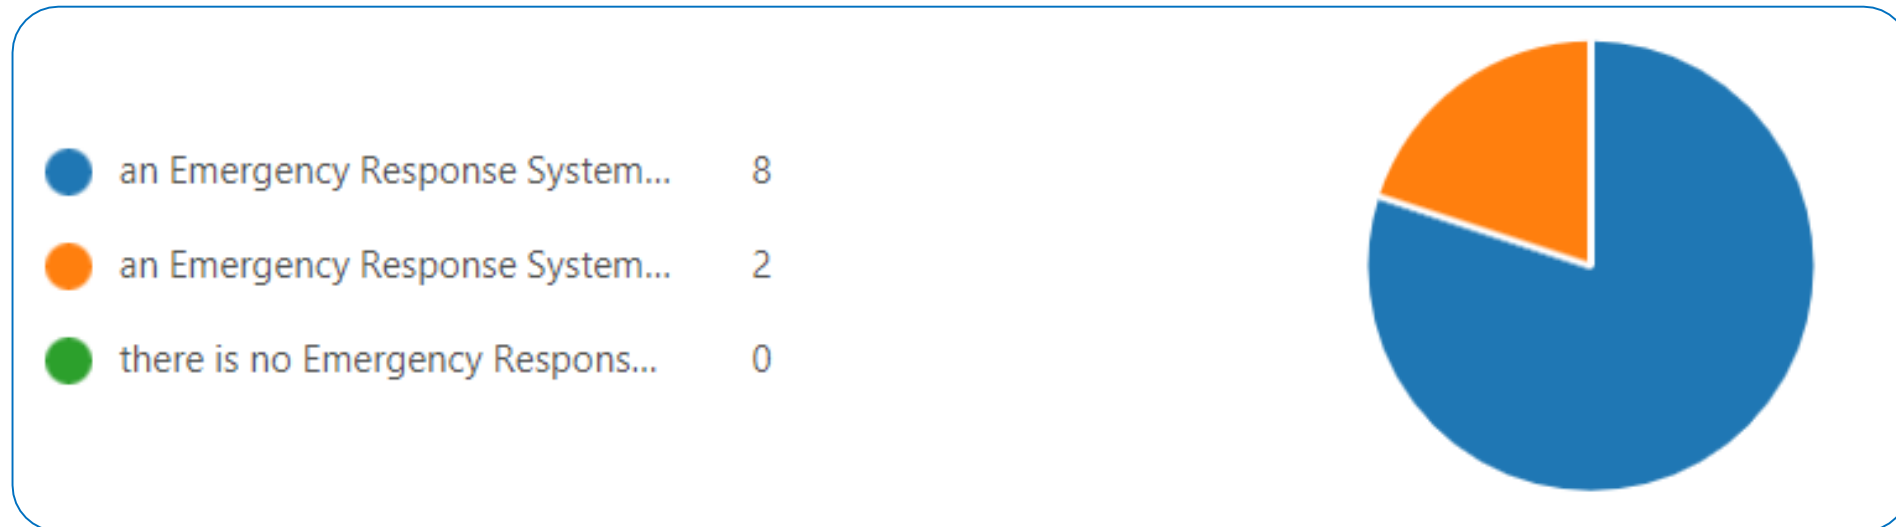 an Emergency Response System... 8
an Emergency Response System... 2
there is no Emergency Respons... 0